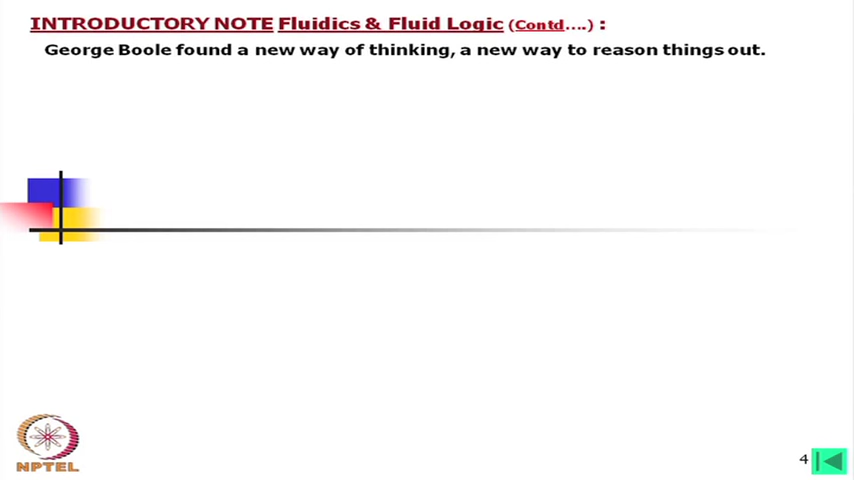 INTRODUCTORY NOTE Fluidics & Fluid Logic (Contd….) :
George Boole found a new way of thinking, a new way to reason things out.
NPTEL
4